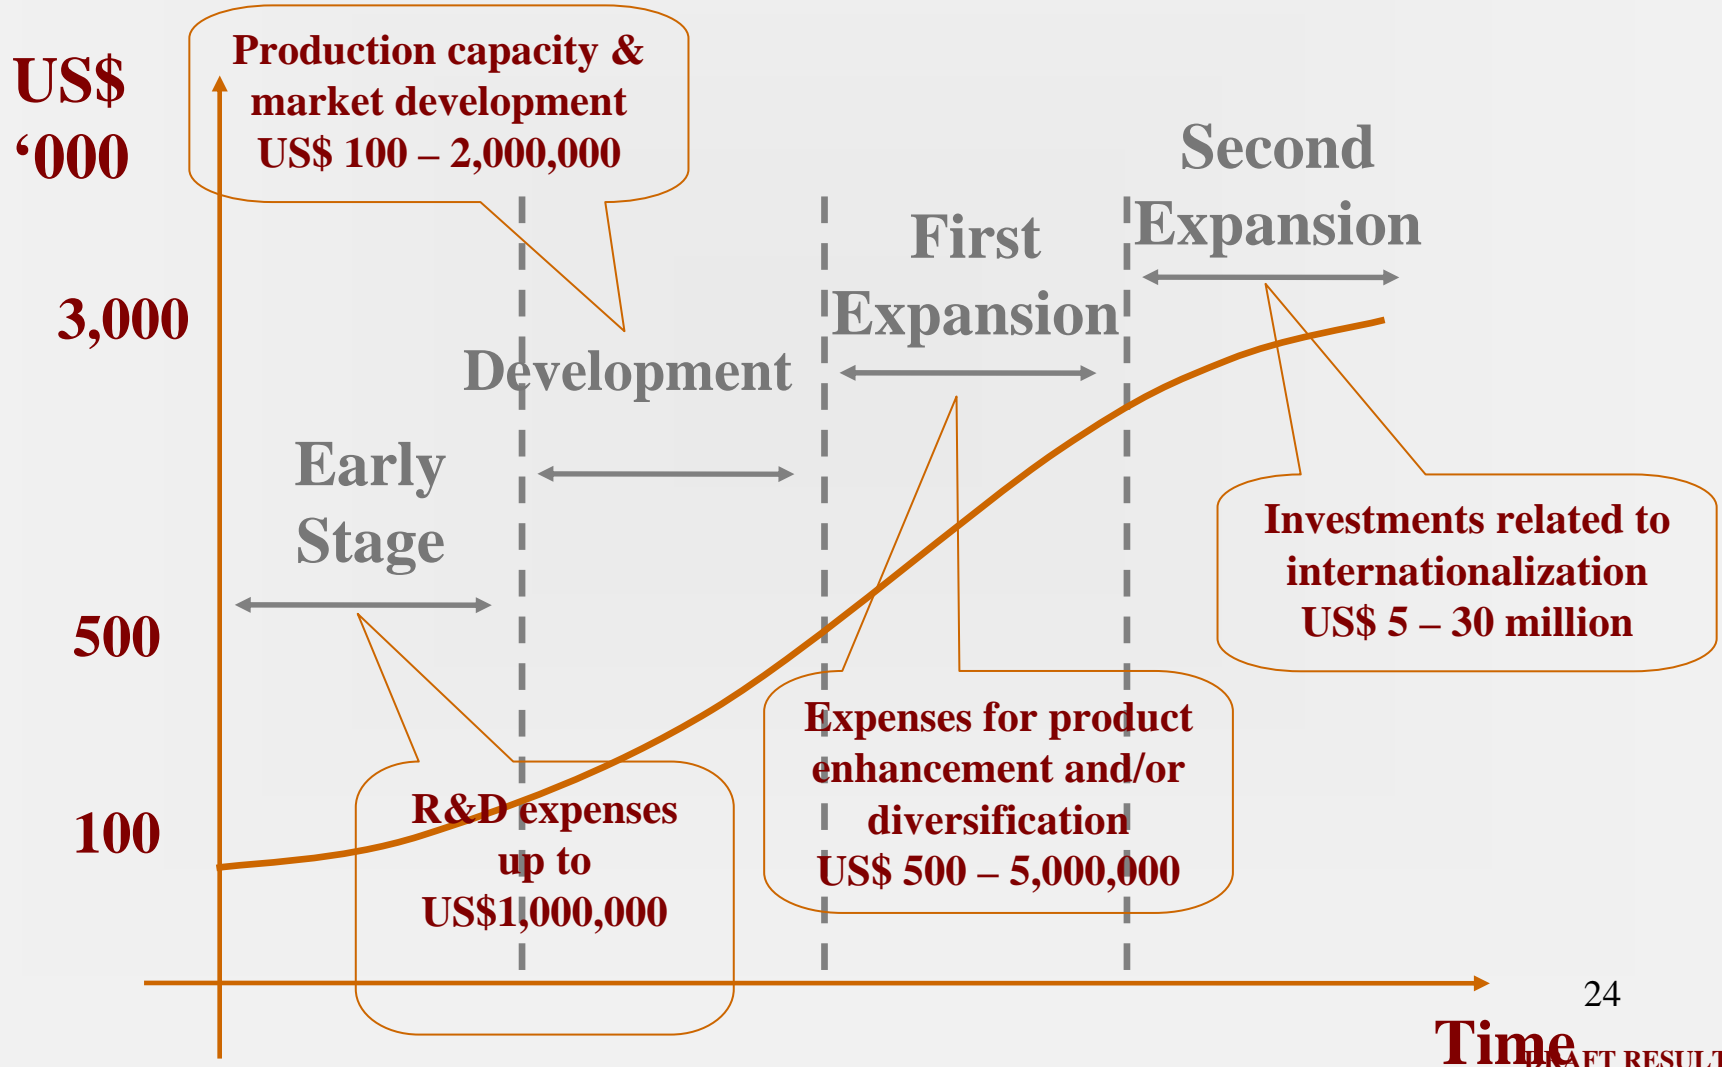 US$
‘000
Production capacity &
market development
US$ 100 – 2,000,000
Second
Expansion
First
Expansion
3,000
Development
Early
Stage
Investments related to
internationalization
US$ 5 – 30 million
500
Expenses for product
enhancement and/or
diversification
US$ 500 – 5,000,000
R&D expenses
up to
US$1,000,000
100
24
Time
DRAFT RESULT